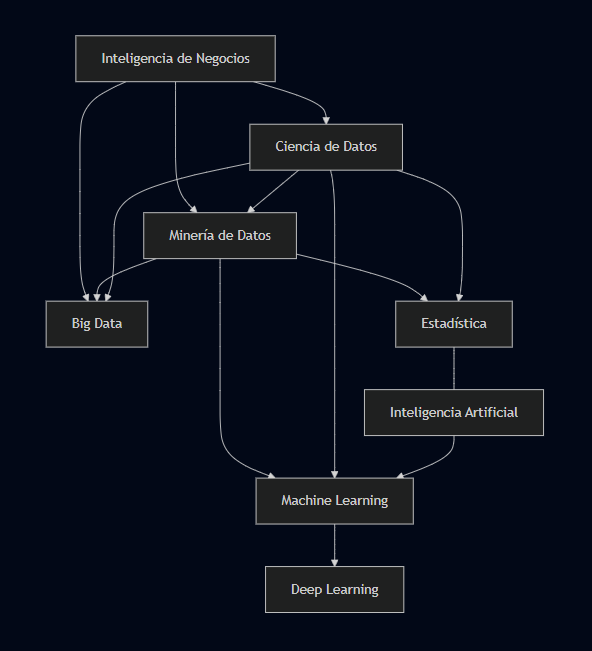 Inteligencia de Negocios
Ciencia de Datos
Minería de Datos
Big Data
Estadística
Inteligencia Artificial
Machine Learning
Deep Learning